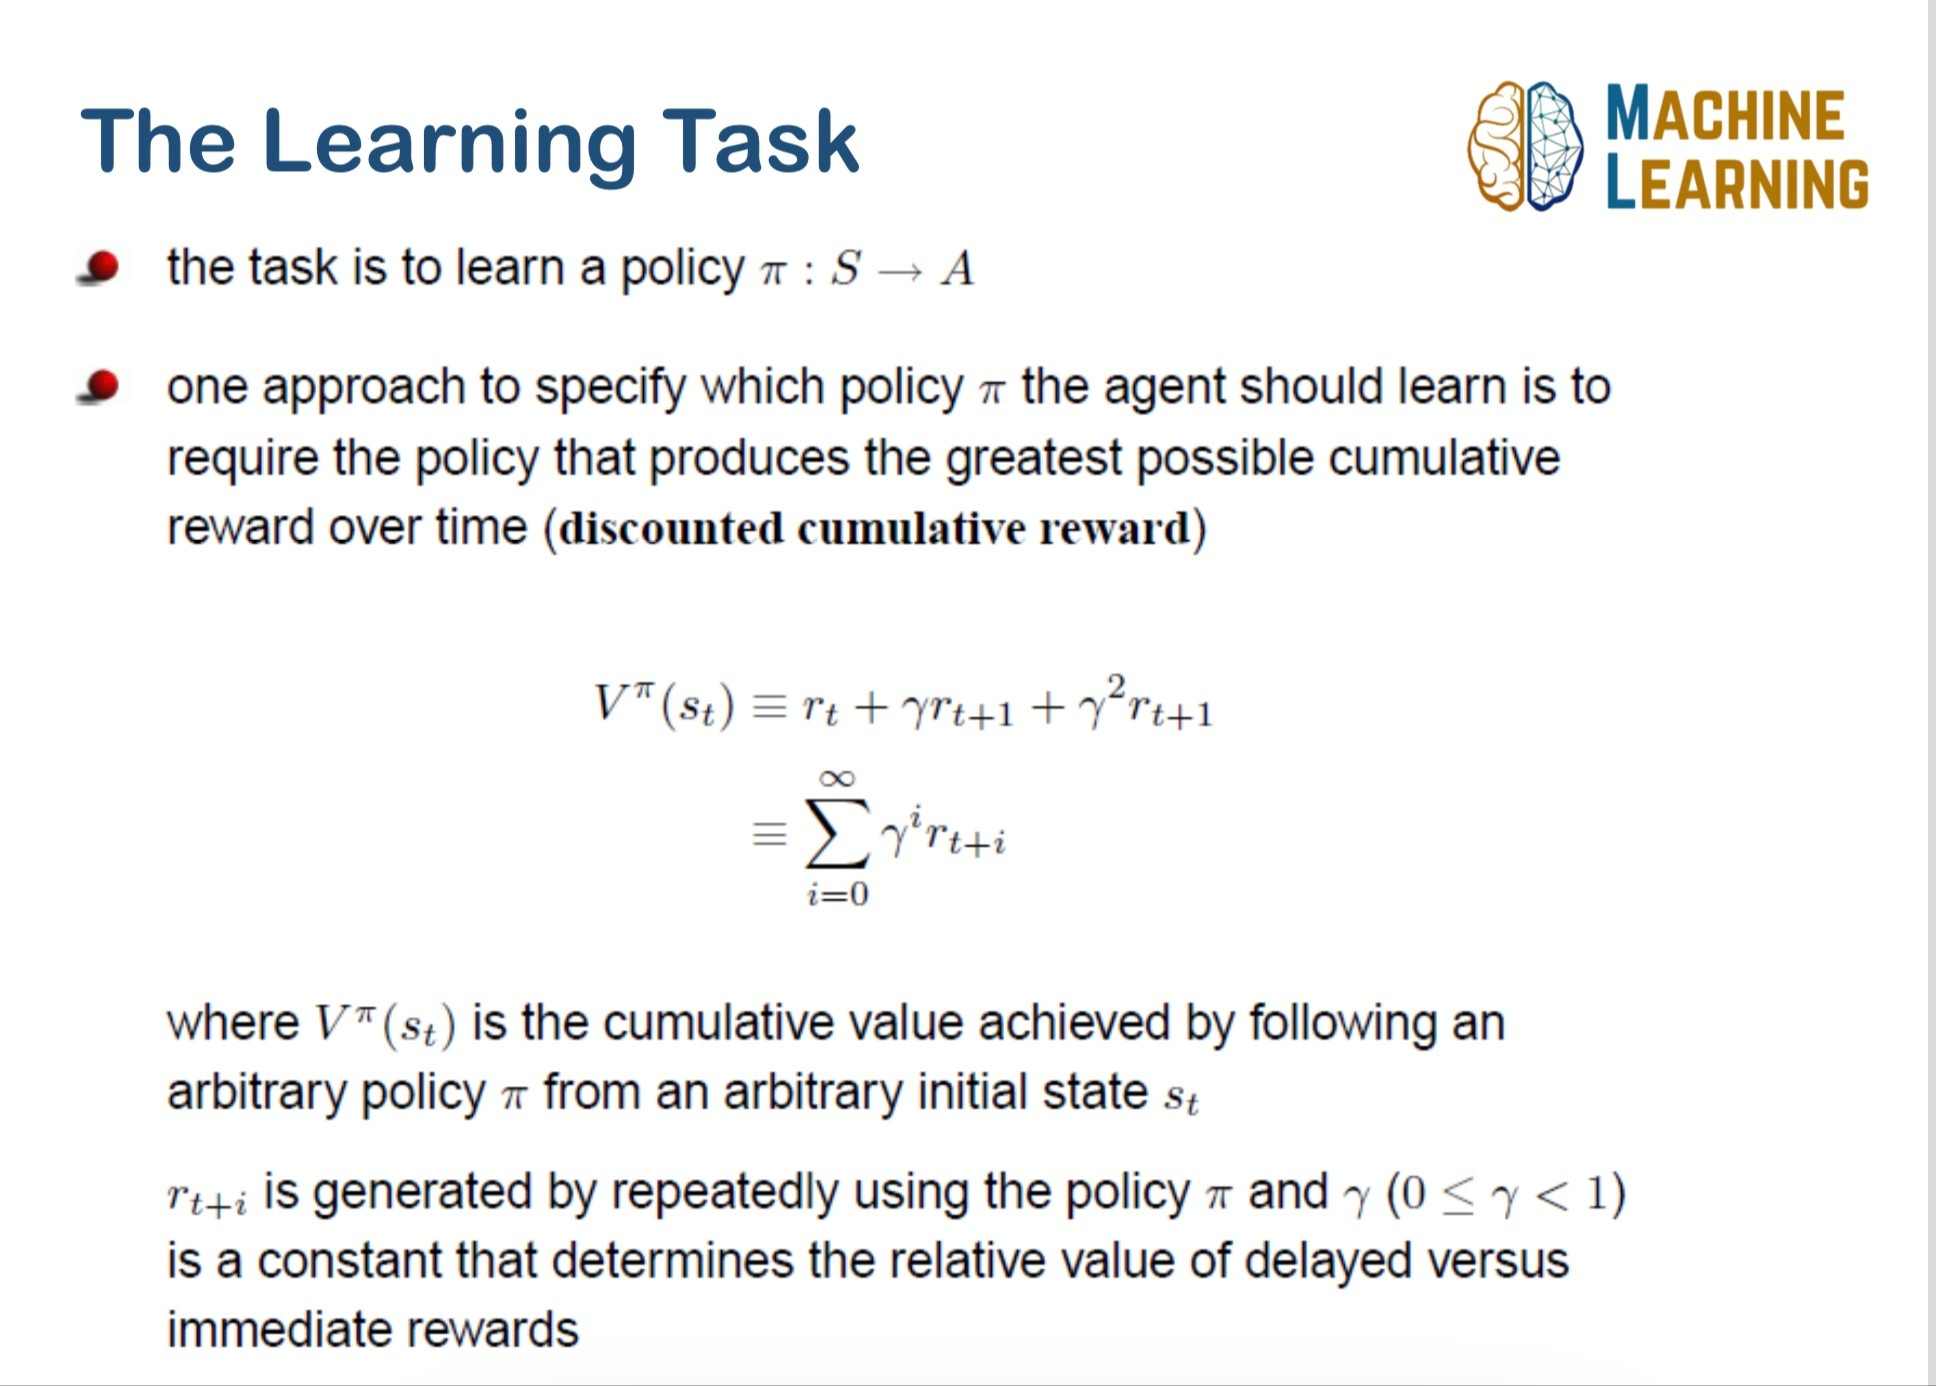 The Learning Task
MACHINE
LEARNING
the task is to learn a policy π : S → A
one approach to specify which policy π the agent should learn is to
require the policy that produces the greatest possible cumulative
reward over time (discounted cumulative reward)
V^π(s_t) ≡ r_t + γr_{t+1} + γ^2 r_{t+1}
≡ ∑_{i=0}^{∞} γ^i r_{t+i}
where V^π(s_t) is the cumulative value achieved by following an
arbitrary policy π from an arbitrary initial state s_t
r_{t+i} is generated by repeatedly using the policy π and γ (0 ≤ γ < 1)
is a constant that determines the relative value of delayed versus
immediate rewards